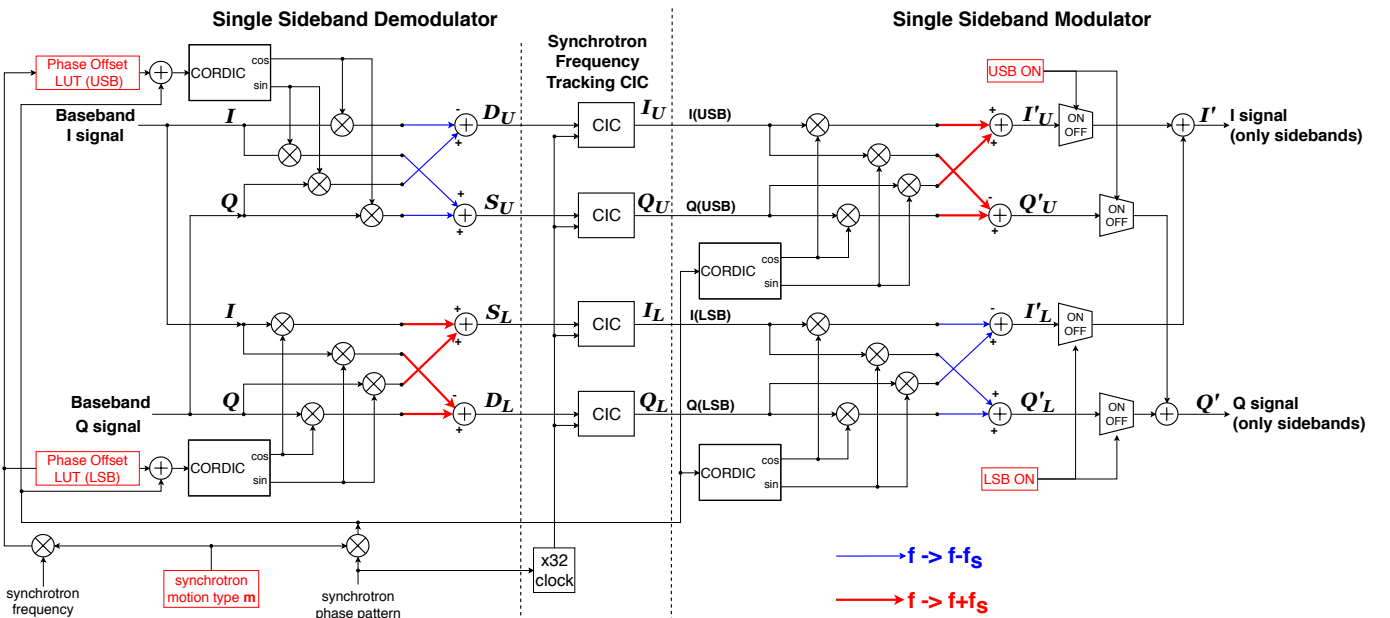 Single Sideband Demodulator
Single Sideband Modulator
Synchrotron
Frequency
Tracking CIC
Phase Offset
LUT (USB)
+
CORDIC
cos
sin
USB ON
Baseband
I signal
I
-
+
D_U
CIC
I_U
I(USB)
+
+
I'_U
ON
OFF
+
I'
I signal
(only sidebands)
Q
+
+
S_U
CIC
Q_U
Q(USB)
-
+
Q'_U
ON
OFF
CORDIC
cos
sin
I
+
+
S_L
CIC
I_L
I(LSB)
-
+
I'_L
ON
OFF
Baseband
Q signal
Q
-
+
D_L
CIC
Q_L
Q(LSB)
+
+
Q'_L
ON
OFF
+
Q'
Q signal
(only sidebands)
Phase Offset
LUT (LSB)
+
CORDIC
cos
sin
CORDIC
cos
sin
LSB ON
x32
clock
synchrotron
frequency
synchrotron
motion type m
synchrotron
phase pattern
f -> f-fs
f -> f+fs